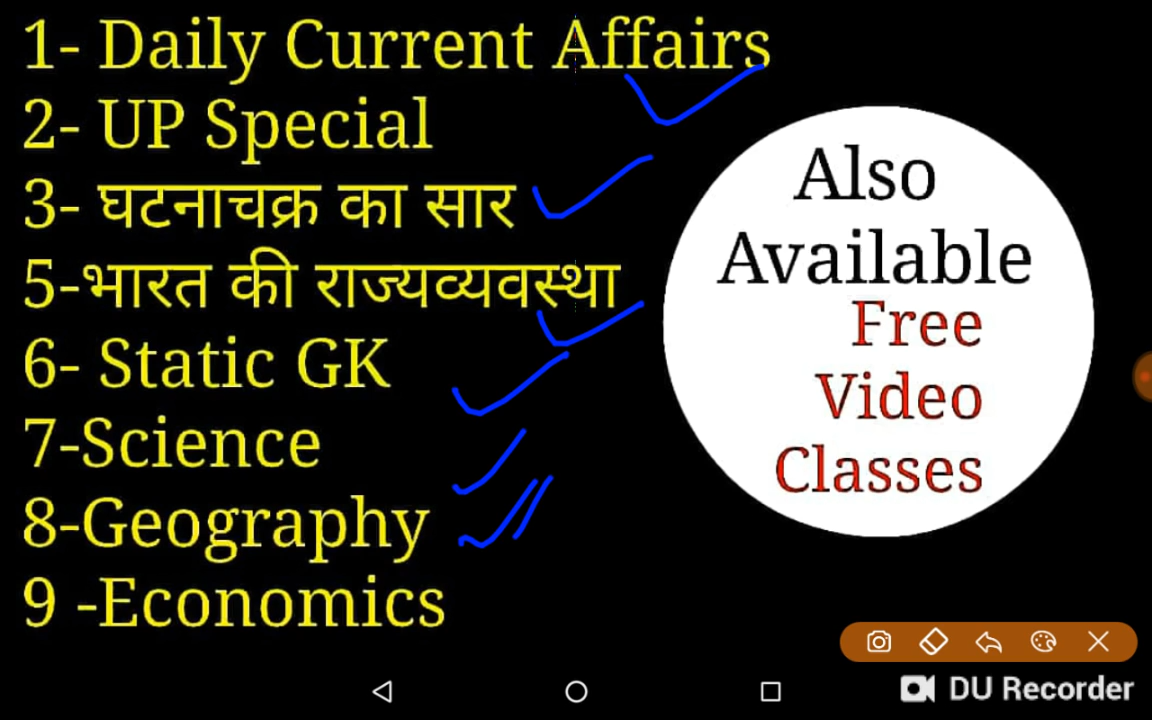 1- Daily Current Affairs
2- UP Special
3- घटनाचक्र का सार
5-भारत की राज्यव्यवस्था
6- Static GK
7-Science
8-Geography
9 -Economics
Also
Available
Free
Video
Classes
DU Recorder